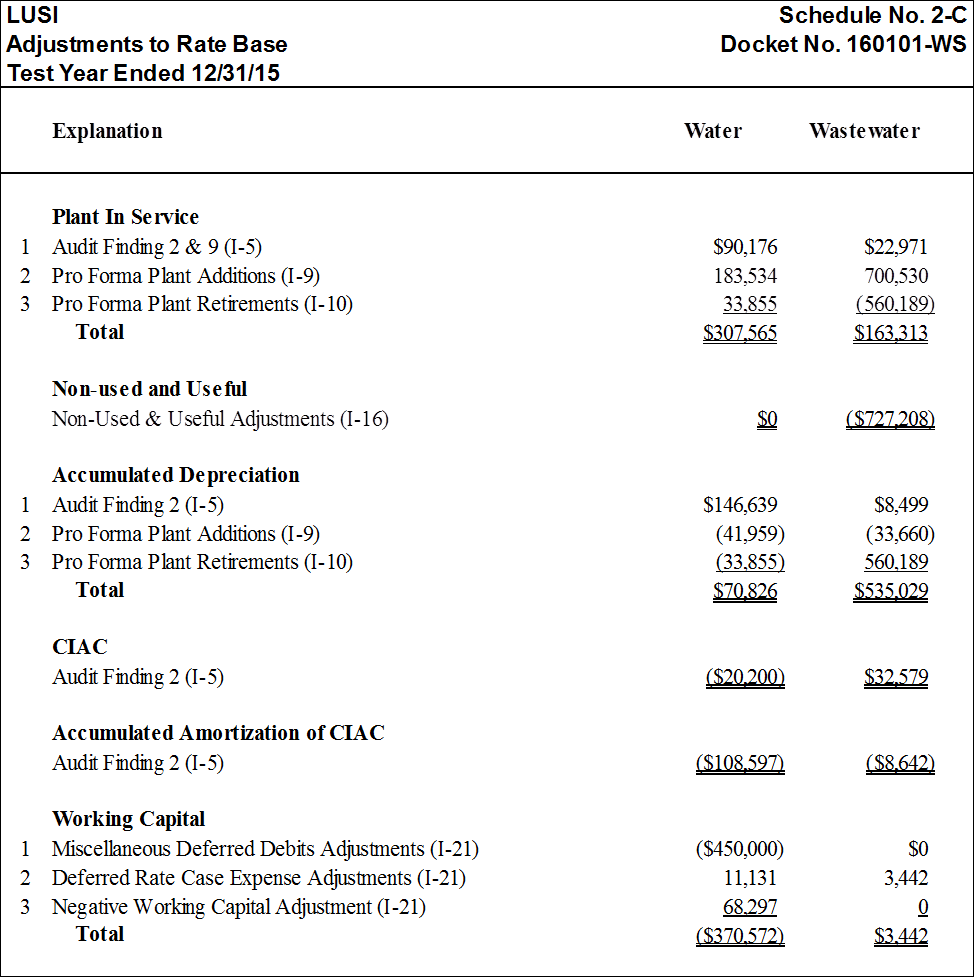 LUSI Schedule No. 2-C
Adjustments to Rate Base Docket No. 160101-WS
Test Year Ended 12/31/15
Explanation Water Wastewater
Plant In Service
1 Audit Finding 2 & 9 (I-5) $90,176 $22,971
2 Pro Forma Plant Additions (I-9) 183,534 700,530
3 Pro Forma Plant Retirements (I-10) 33,855 (560,189)
Total $307,565 $163,313
Non-used and Useful
Non-Used & Useful Adjustments (I-16) $0 ($727,208)
Accumulated Depreciation
1 Audit Finding 2 (I-5) $146,639 $8,499
2 Pro Forma Plant Additions (I-9) (41,959) (33,660)
3 Pro Forma Plant Retirements (I-10) (33,855) 560,189
Total $70,826 $535,029
CIAC
Audit Finding 2 (I-5) ($20,200) $32,579
Accumulated Amortization of CIAC
Audit Finding 2 (I-5) ($108,597) ($8,642)
Working Capital
1 Miscellaneous Deferred Debits Adjustments (I-21) ($450,000) $0
2 Deferred Rate Case Expense Adjustments (I-21) 11,131 3,442
3 Negative Working Capital Adjustment (I-21) 68,297 0
Total ($370,572) $3,442